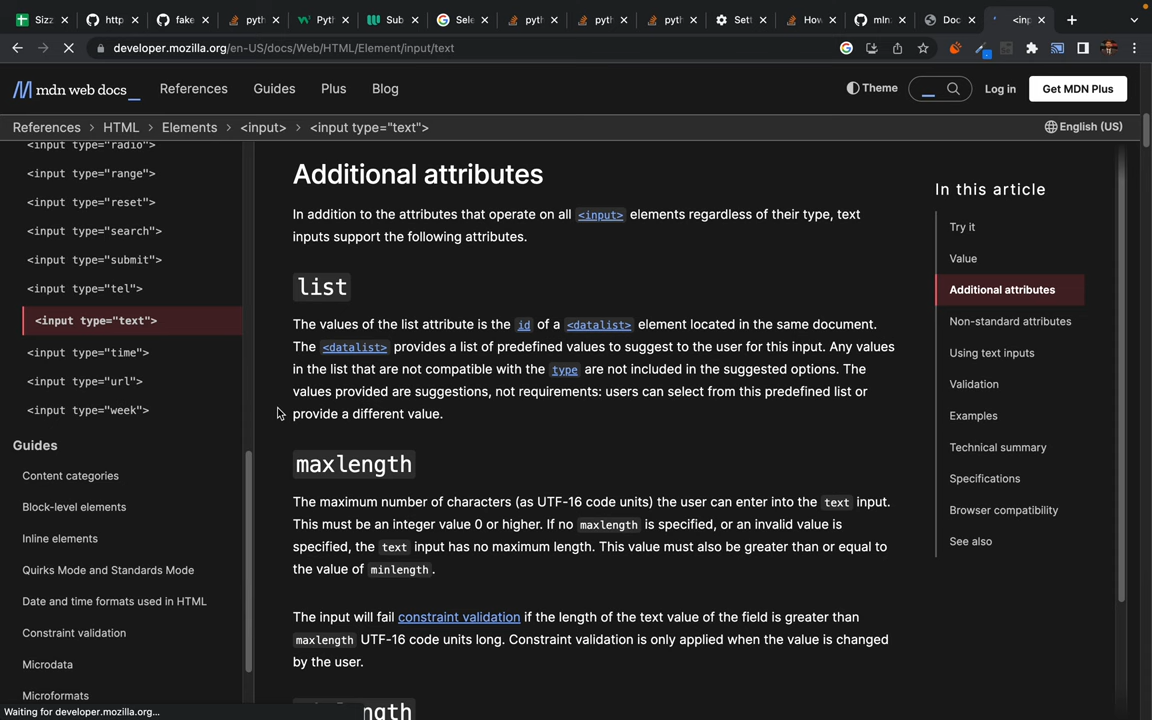 Sizz
http
fake
pyth
Pyt
Sub
Sele
pyt
pyth
pyth
Sett
How
mln
Doc
<inp
developer.mozilla.org/en-US/docs/Web/HTML/Element/input/text
mdn web docs_
References
Guides
Plus
Blog
Theme
Log in
Get MDN Plus
References > HTML > Elements > <input> > <input type="text">
English (US)
<input type="radio">
<input type="range">
<input type="reset">
<input type="search">
<input type="submit">
<input type="tel">
<input type="text">
<input type="time">
<input type="url">
<input type="week">
Guides
Content categories
Block-level elements
Inline elements
Quirks Mode and Standards Mode
Date and time formats used in HTML
Constraint validation
Microdata
Microformats
Waiting for developer.mozilla.org...
Additional attributes
In addition to the attributes that operate on all <input> elements regardless of their type, text
inputs support the following attributes.
list
The values of the list attribute is the id of a <datalist> element located in the same document.
The <datalist> provides a list of predefined values to suggest to the user for this input. Any values
in the list that are not compatible with the type are not included in the suggested options. The
values provided are suggestions, not requirements: users can select from this predefined list or
provide a different value.
maxlength
The maximum number of characters (as UTF-16 code units) the user can enter into the text input.
This must be an integer value 0 or higher. If no maxlength is specified, or an invalid value is
specified, the text input has no maximum length. This value must also be greater than or equal to
the value of minlength.
The input will fail constraint validation if the length of the text value of the field is greater than
maxlength UTF-16 code units long. Constraint validation is only applied when the value is changed
by the user.
In this article
Try it
Value
Additional attributes
Non-standard attributes
Using text inputs
Validation
Examples
Technical summary
Specifications
Browser compatibility
See also